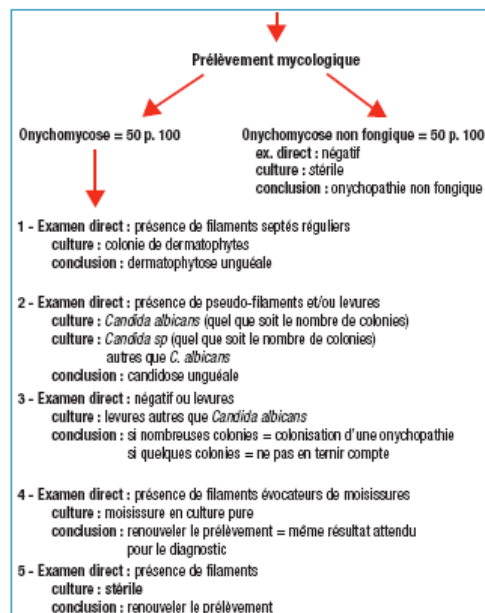 Prélèvement mycologique
Onychomycose = 50 p. 100
Onychomycose non fongique = 50 p. 100
ex. direct : négatif
culture : stérile
conclusion : onychopathie non fongique
1 - Examen direct : présence de filaments septés réguliers
culture : colonie de dermatophytes
conclusion : dermatophytose unguéale
2 - Examen direct : présence de pseudo-filaments et/ou levures
culture : Candida albicans (quel que soit le nombre de colonies)
culture : Candida sp (quel que soit le nombre de colonies)
autres que C. albicans
conclusion : candidose unguéale
3 - Examen direct : négatif ou levures
culture : levures autres que Candida albicans
conclusion : si nombreuses colonies = colonisation d'une onychopathie
si quelques colonies = ne pas en ternir compte
4 - Examen direct : présence de filaments évocateurs de moisissures
culture : moisissure en culture pure
conclusion : renouveler le prélèvement = même résultat attendu
pour le diagnostic
5 - Examen direct : présence de filaments
culture : stérile
conclusion : renouveler le prélèvement